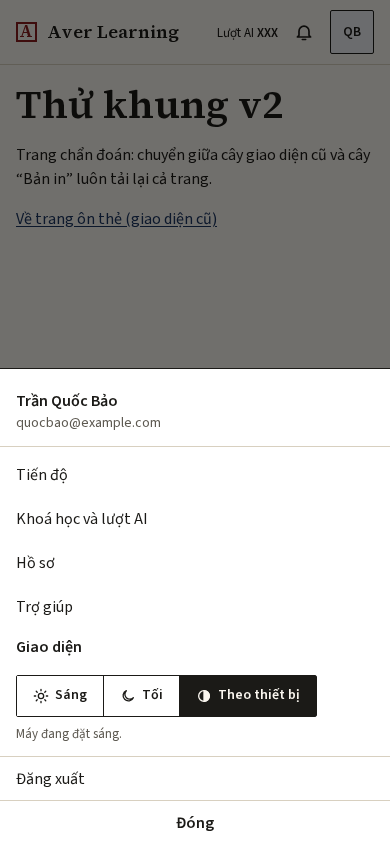 A Aver Learning
Lượt AI XXX
QB
Thử khung v2
Trang chẩn đoán: chuyển giữa cây giao diện cũ và cây
“Bản in” luôn tải lại cả trang.
Về trang ôn thẻ (giao diện cũ)
Trần Quốc Bảo
quocbao@example.com
Tiến độ
Khoá học và lượt AI
Hồ sơ
Trợ giúp
Giao diện
Sáng
Tối
Theo thiết bị
Máy đang đặt sáng.
Đăng xuất
Đóng